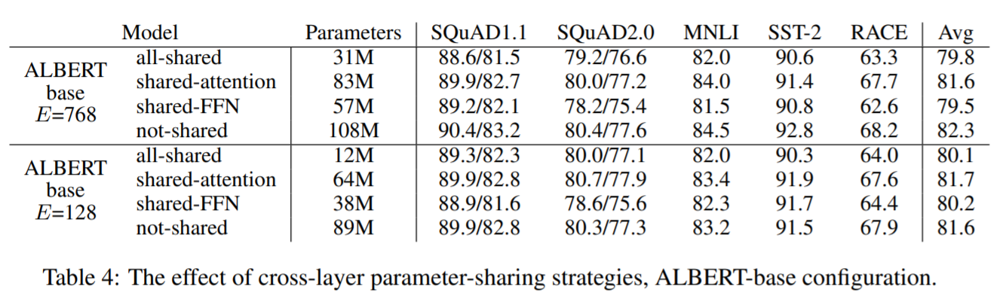 Model Parameters SQuAD1.1 SQuAD2.0 MNLI SST-2 RACE Avg
ALBERT base E=768
all-shared 31M 88.6/81.5 79.2/76.6 82.0 90.6 63.3 79.8
shared-attention 83M 89.9/82.7 80.0/77.2 84.0 91.4 67.7 81.6
shared-FFN 57M 89.2/82.1 78.2/75.4 81.5 90.8 62.6 79.5
not-shared 108M 90.4/83.2 80.4/77.6 84.5 92.8 68.2 82.3
ALBERT base E=128
all-shared 12M 89.3/82.3 80.0/77.1 82.0 90.3 64.0 80.1
shared-attention 64M 89.9/82.8 80.7/77.9 83.4 91.9 67.6 81.7
shared-FFN 38M 88.9/81.6 78.6/75.6 82.3 91.7 64.4 80.2
not-shared 89M 89.9/82.8 80.3/77.3 83.2 91.5 67.9 81.6
Table 4: The effect of cross-layer parameter-sharing strategies, ALBERT-base configuration.